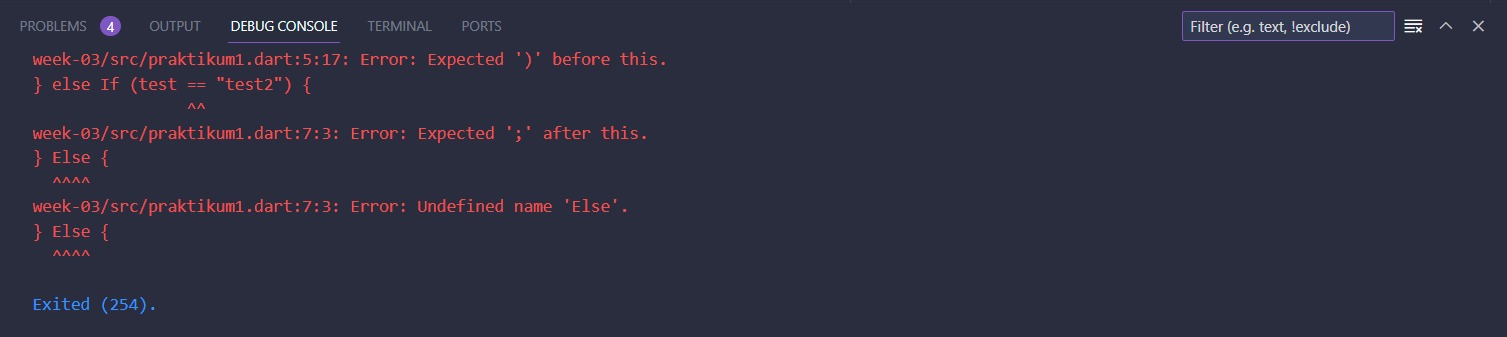 PROBLEMS 4 OUTPUT DEBUG CONSOLE TERMINAL PORTS Filter (e.g. text, !exclude)
week-03/src/praktikum1.dart:5:17: Error: Expected ')' before this.
} else If (test == "test2") {
^^
week-03/src/praktikum1.dart:7:3: Error: Expected ';' after this.
} Else {
^^^^
week-03/src/praktikum1.dart:7:3: Error: Undefined name 'Else'.
} Else {
^^^^
Exited (254).